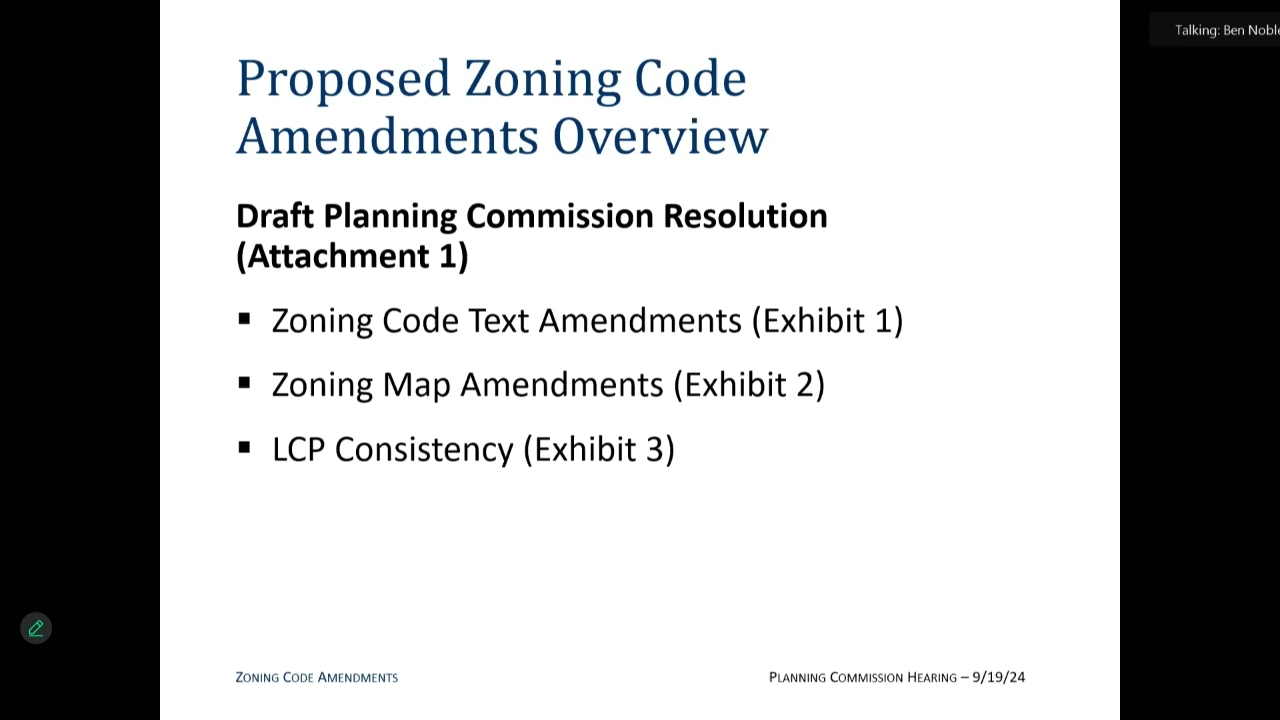 Talking: Ben Noble
Proposed Zoning Code
Amendments Overview
Draft Planning Commission Resolution
(Attachment 1)
▪ Zoning Code Text Amendments (Exhibit 1)
▪ Zoning Map Amendments (Exhibit 2)
▪ LCP Consistency (Exhibit 3)
ZONING CODE AMENDMENTS
PLANNING COMMISSION HEARING – 9/19/24